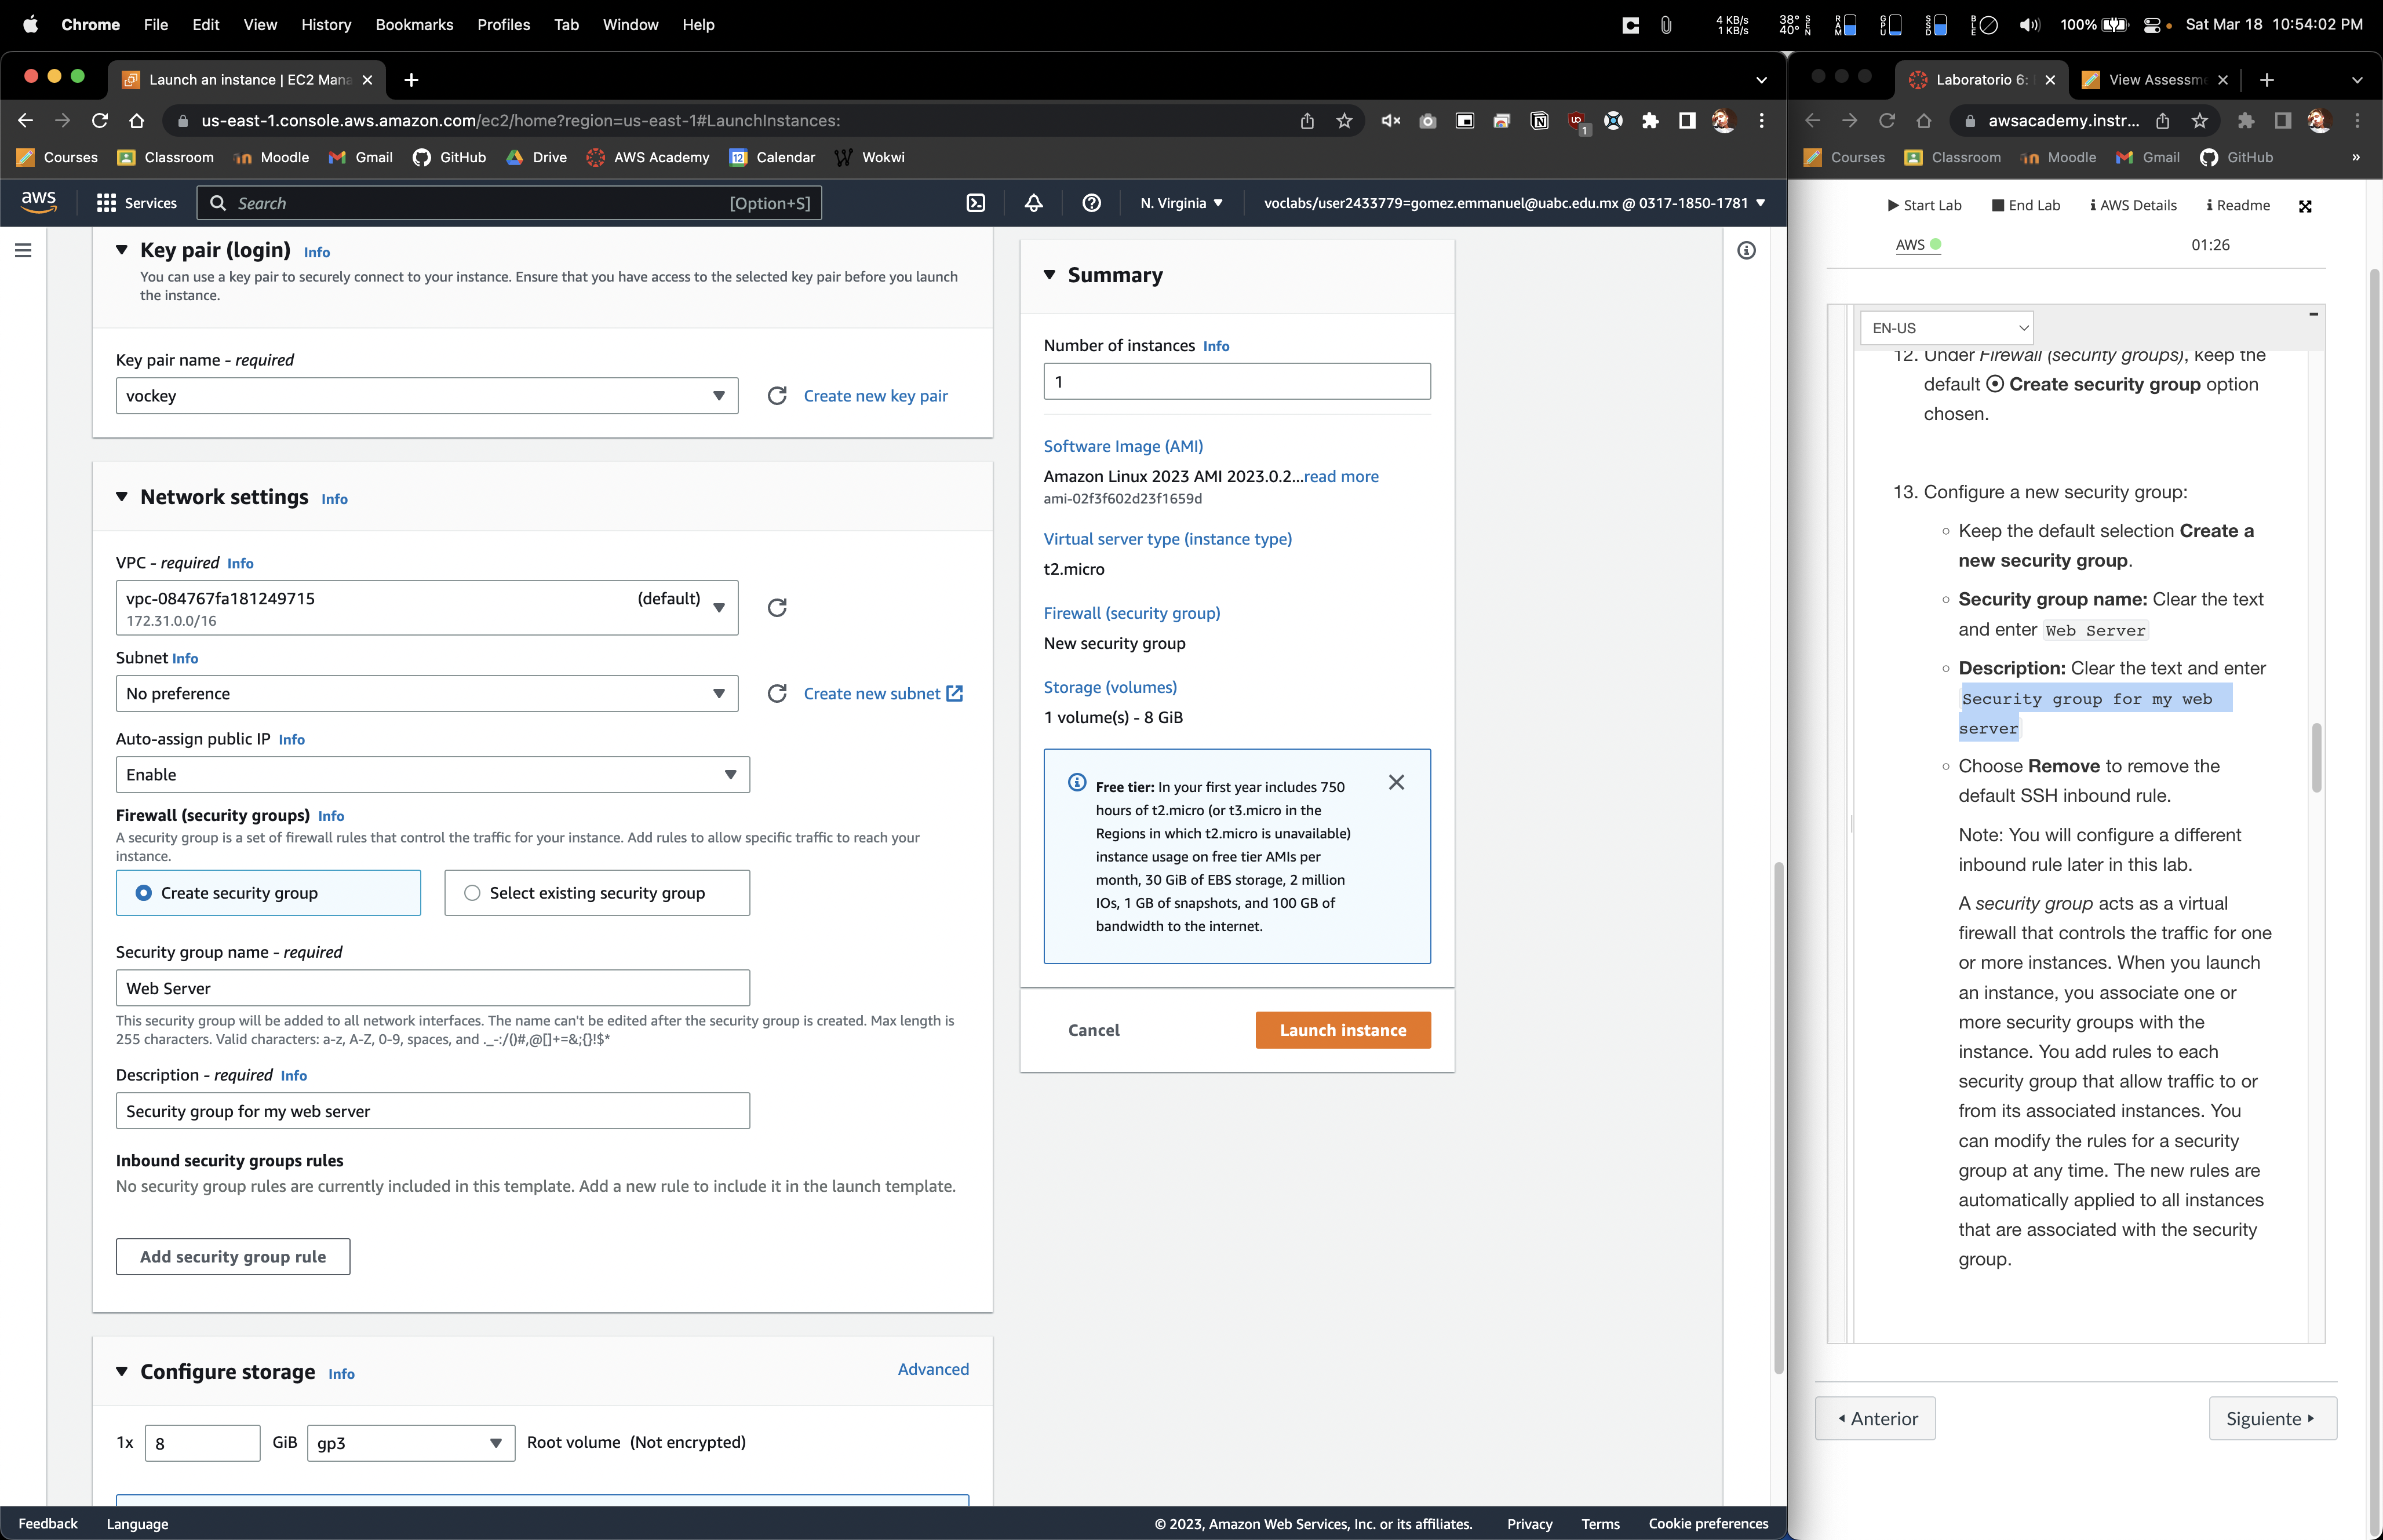 Chrome File Edit View History Bookmarks Profiles Tab Window Help
4 KB/s
1 KB/s
38°
40°
SEN
RAM
GPU
SSD
BLE
100%
Sat Mar 18 10:54:02 PM
Launch an instance | EC2 Mana
us-east-1.console.aws.amazon.com/ec2/home?region=us-east-1#LaunchInstances:
1
Courses Classroom Moodle Gmail GitHub Drive AWS Academy Calendar Wokwi
aws Services Search [Option+S] N. Virginia voclabs/user2433779=gomez.emmanuel@uabc.edu.mx @ 0317-1850-1781
Key pair (login) Info
You can use a key pair to securely connect to your instance. Ensure that you have access to the selected key pair before you launch
the instance.
Key pair name - required
vockey
Create new key pair
Network settings Info
VPC - required Info
vpc-084767fa181249715 (default)
172.31.0.0/16
Subnet Info
No preference
Create new subnet
Auto-assign public IP Info
Enable
Firewall (security groups) Info
A security group is a set of firewall rules that control the traffic for your instance. Add rules to allow specific traffic to reach your
instance.
Create security group
Select existing security group
Security group name - required
Web Server
This security group will be added to all network interfaces. The name can't be edited after the security group is created. Max length is
255 characters. Valid characters: a-z, A-Z, 0-9, spaces, and ._-:/()#,@[]+=&;{}!$*
Description - required Info
Security group for my web server
Inbound security groups rules
No security group rules are currently included in this template. Add a new rule to include it in the launch template.
Add security group rule
Configure storage Info
Advanced
1x 8 GiB gp3 Root volume (Not encrypted)
Summary
Number of instances Info
1
Software Image (AMI)
Amazon Linux 2023 AMI 2023.0.2...read more
ami-02f3f602d23f1659d
Virtual server type (instance type)
t2.micro
Firewall (security group)
New security group
Storage (volumes)
1 volume(s) - 8 GiB
Free tier: In your first year includes 750
hours of t2.micro (or t3.micro in the
Regions in which t2.micro is unavailable)
instance usage on free tier AMIs per
month, 30 GiB of EBS storage, 2 million
IOs, 1 GB of snapshots, and 100 GB of
bandwidth to the internet.
Cancel
Launch instance
Feedback Language © 2023, Amazon Web Services, Inc. or its affiliates. Privacy Terms Cookie preferences
Laboratorio 6:
View Assessme
awsacademy.instr...
Courses Classroom Moodle Gmail GitHub »
Start Lab End Lab AWS Details Readme
AWS 01:26
EN-US
12. Under Firewall (security groups), keep the
default Create security group option
chosen.
13. Configure a new security group:
Keep the default selection Create a
new security group.
Security group name: Clear the text
and enter Web Server
Description: Clear the text and enter
Security group for my web
server
Choose Remove to remove the
default SSH inbound rule.
Note: You will configure a different
inbound rule later in this lab.
A security group acts as a virtual
firewall that controls the traffic for one
or more instances. When you launch
an instance, you associate one or
more security groups with the
instance. You add rules to each
security group that allow traffic to or
from its associated instances. You
can modify the rules for a security
group at any time. The new rules are
automatically applied to all instances
that are associated with the security
group.
Anterior
Siguiente